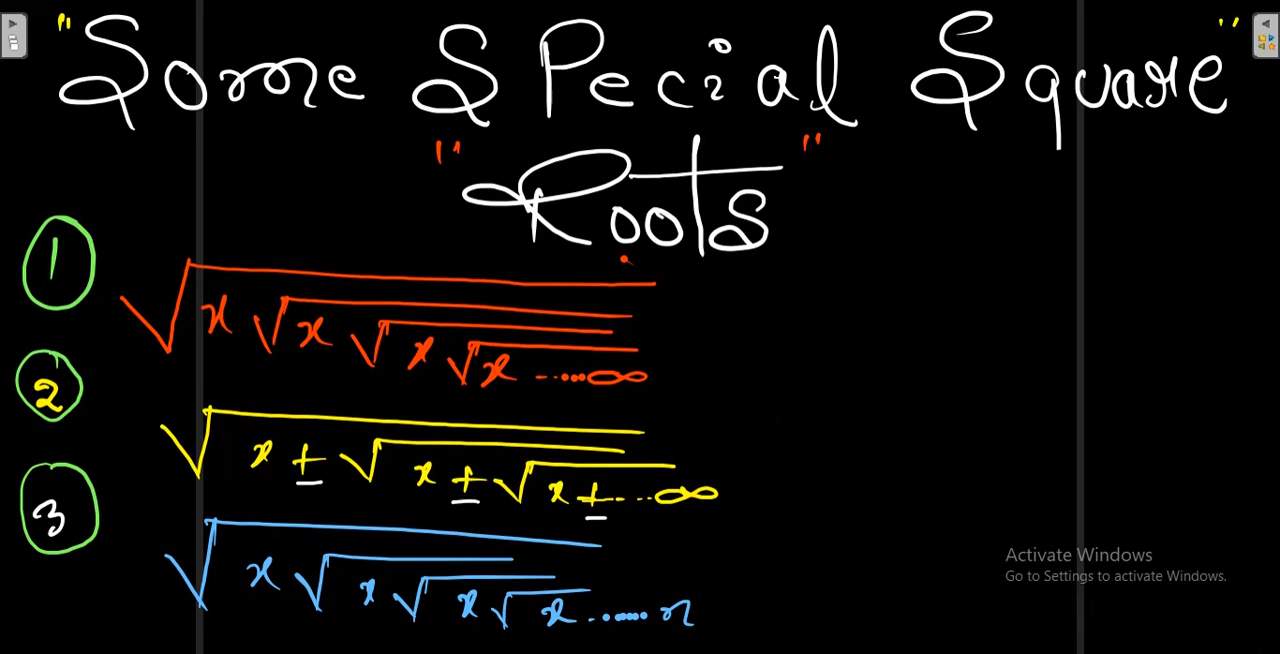 "Some SPecial Square"
"Roots"
1
√x√x√x√x ......∞
2
√x±√x±√x±.....∞
3
√x√x√x√x.......n
Activate Windows
Go to Settings to activate Windows.